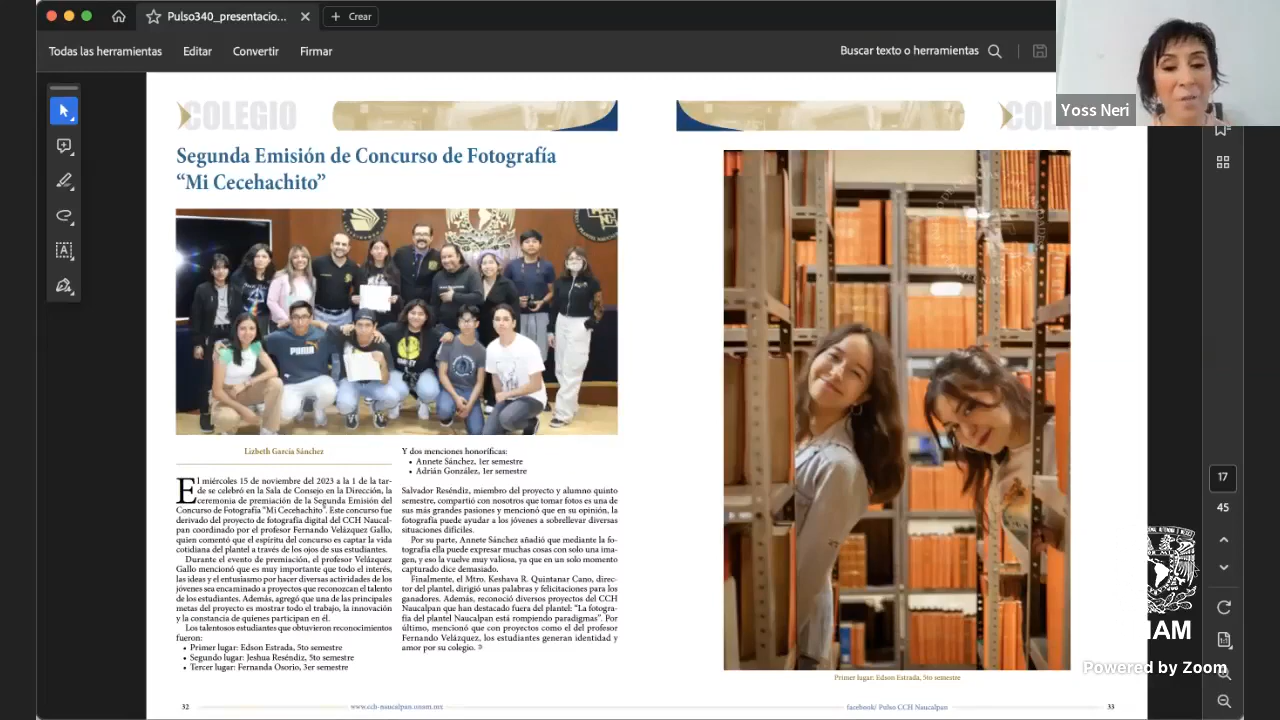 Pulso340_presentacio...
Crear
Todas las herramientas
Editar
Convertir
Firmar
Buscar texto o herramientas
Yoss Neri
COLEGIO
Segunda Emisión de Concurso de Fotografía
“Mi Cecehachito”
Lizbeth García Sánchez
El miércoles 15 de noviembre del 2023 a la 1 de la tar-
de se celebró en la Sala de Consejo en la Dirección, la
ceremonia de premiación de la Segunda Emisión del
Concurso de Fotografía “Mi Cecehachito”. Este concurso fue
derivado del proyecto de fotografía digital del CCH Naucal-
pan coordinado por el profesor Fernando Velázquez Gallo,
quien comentó que el espíritu del concurso es captar la vida
cotidiana del plantel a través de los ojos de sus estudiantes.
Durante el evento de premiación, el profesor Velázquez
Gallo mencionó que es muy importante que todo el interés,
las ideas y el entusiasmo por hacer diversas actividades de los
jóvenes sea encaminado a proyectos que reconozcan el talento
de los estudiantes. Además, agregó que una de las principales
metas del proyecto es mostrar todo el trabajo, la innovación
y la constancia de quienes participan en él.
Los talentosos estudiantes que obtuvieron reconocimientos
fueron:
• Primer lugar: Edson Estrada, 5to semestre
• Segundo lugar: Jeshua Reséndiz, 5to semestre
• Tercer lugar: Fernanda Osorio, 3er semestre
Y dos menciones honoríficas:
• Annete Sánchez, 1er semestre
• Adrián González, 1er semestre
Salvador Reséndiz, miembro del proyecto y alumno quinto
semestre, compartió con nosotros que tomar fotos es una de
sus más grandes pasiones y mencionó que en su opinión, la
fotografía puede ayudar a los jóvenes a sobrellevar diversas
situaciones difíciles.
Por su parte, Annete Sánchez añadió que mediante la fo-
tografía ella puede expresar muchas cosas con solo una ima-
gen, y eso la vuelve muy valiosa, ya que en un solo momento
capturado dice demasiado.
Finalmente, el Mtro. Keshava R. Quintanar Cano, direc-
tor del plantel, dirigió unas palabras y felicitaciones para los
ganadores. Además, reconoció diversos proyectos del CCH
Naucalpan que han destacado fuera del plantel: “La fotogra-
fía del plantel Naucalpan está rompiendo paradigmas”. Por
último, mencionó que con proyectos como el del profesor
Fernando Velázquez, los estudiantes generan identidad y
amor por su colegio.
32
www.cch-naucalpan.unam.mx
COLEGIO
Primer lugar: Edson Estrada, 5to semestre
facebook/ Pulso CCH Naucalpan
33
17
45
Powered by Zoom